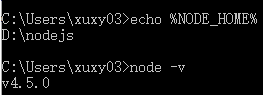 C:\Users\xuxy03>echo %NODE_HOME%
D:\nodejs
C:\Users\xuxy03>node -v
v4.5.0